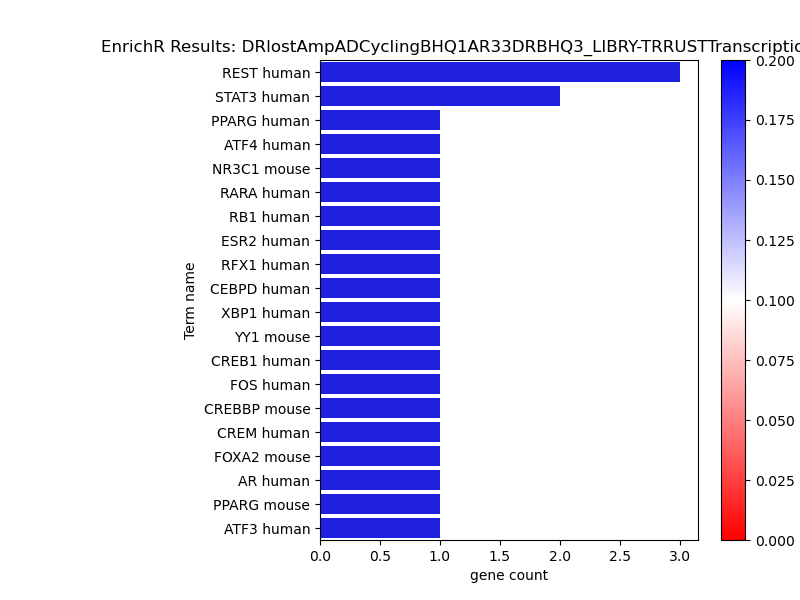 EnrichR Results: DRlostAmpADCyclingBHQ1AR33DRBHQ3_LIBRY-TRRUSTTranscriptio
REST human
STAT3 human
PPARG human
ATF4 human
NR3C1 mouse
RARA human
RB1 human
ESR2 human
RFX1 human
CEBPD human
XBP1 human
YY1 mouse
CREB1 human
FOS human
CREBBP mouse
CREM human
FOXA2 mouse
AR human
PPARG mouse
ATF3 human
Term name
0.0 0.5 1.0 1.5 2.0 2.5 3.0
gene count
0.200
0.175
0.150
0.125
0.100
0.075
0.050
0.025
0.000